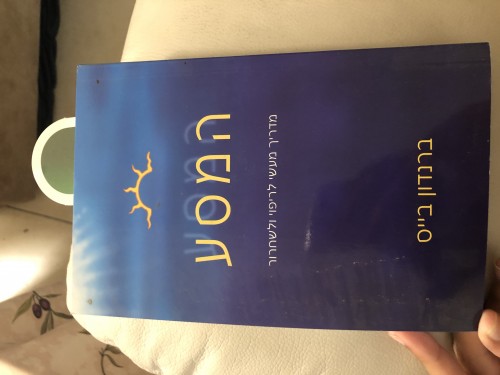 המסע
מדריך מעשי לריפוי ולשחרור
ברנדון בייס